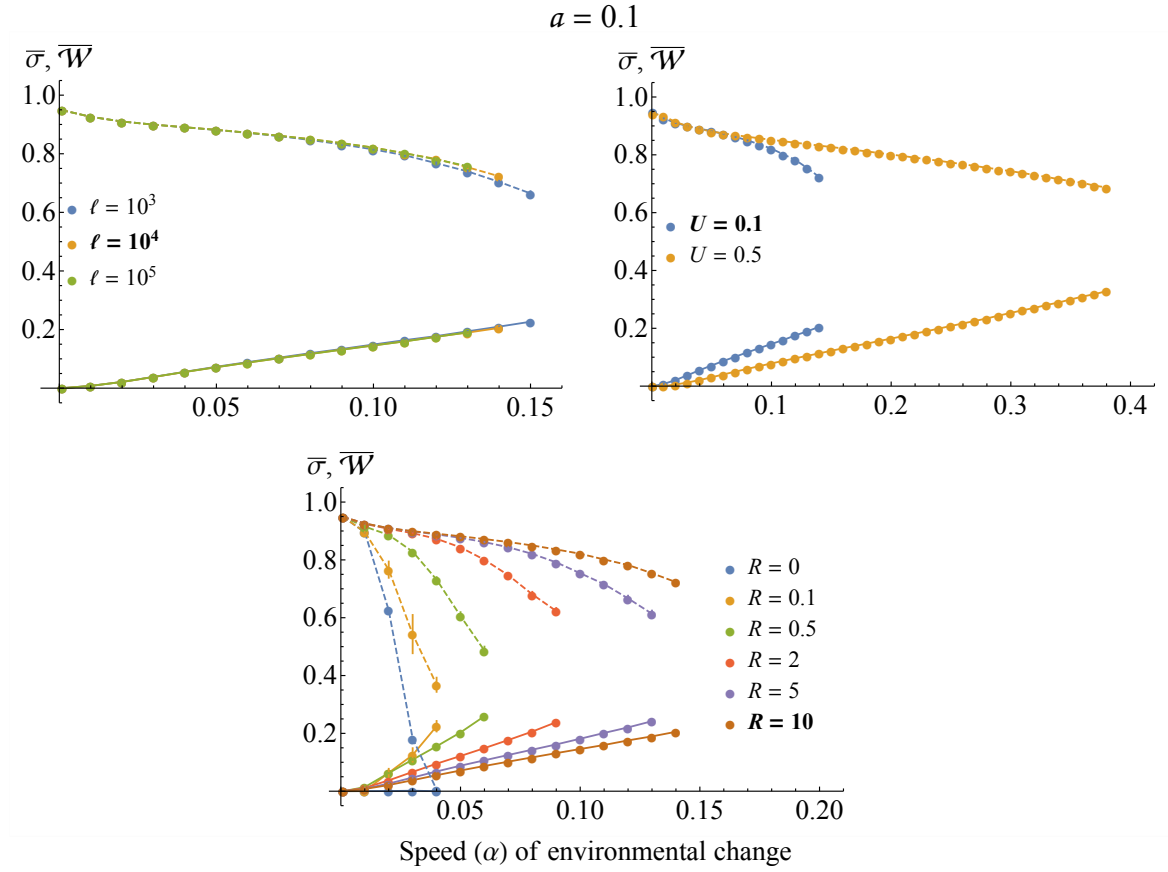 a = 0.1
σ̅, 𝒲̅
1.0
0.8
0.6
0.4
0.2
ℓ = 10³
ℓ = 10⁴
ℓ = 10⁵
0.05
0.10
0.15
σ̅, 𝒲̅
1.0
0.8
0.6
0.4
0.2
U = 0.1
U = 0.5
0.1
0.2
0.3
0.4
σ̅, 𝒲̅
1.0
0.8
0.6
0.4
0.2
R = 0
R = 0.1
R = 0.5
R = 2
R = 5
R = 10
0.05
0.10
0.15
0.20
Speed (α) of environmental change